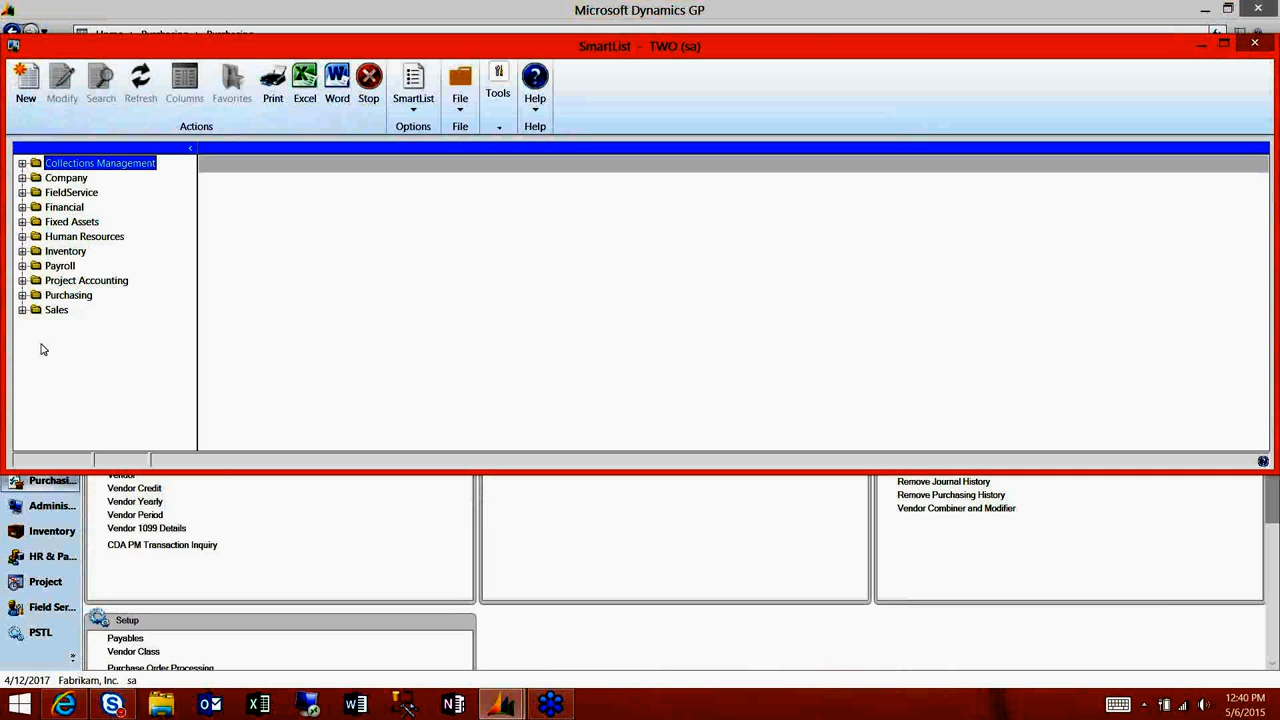 Microsoft Dynamics GP
SmartList - TWO (sa)
New
Modify
Search
Refresh
Columns
Favorites
Print
Excel
Word
Stop
SmartList
File
Tools
Help
Actions
Options
File
Help
Collections Management
Company
FieldService
Financial
Fixed Assets
Human Resources
Inventory
Payroll
Project Accounting
Purchasing
Sales
Purchasi...
Adminis...
Inventory
HR & Pa...
Project
Field Ser...
PSTL
Vendor Credit
Vendor Yearly
Vendor Period
Vendor 1099 Details
CDA PM Transaction Inquiry
Remove Journal History
Remove Purchasing History
Vendor Combiner and Modifier
Setup
Payables
Vendor Class
Purchase Order Processing
4/12/2017 Fabrikam, Inc. sa
12:40 PM
5/6/2015